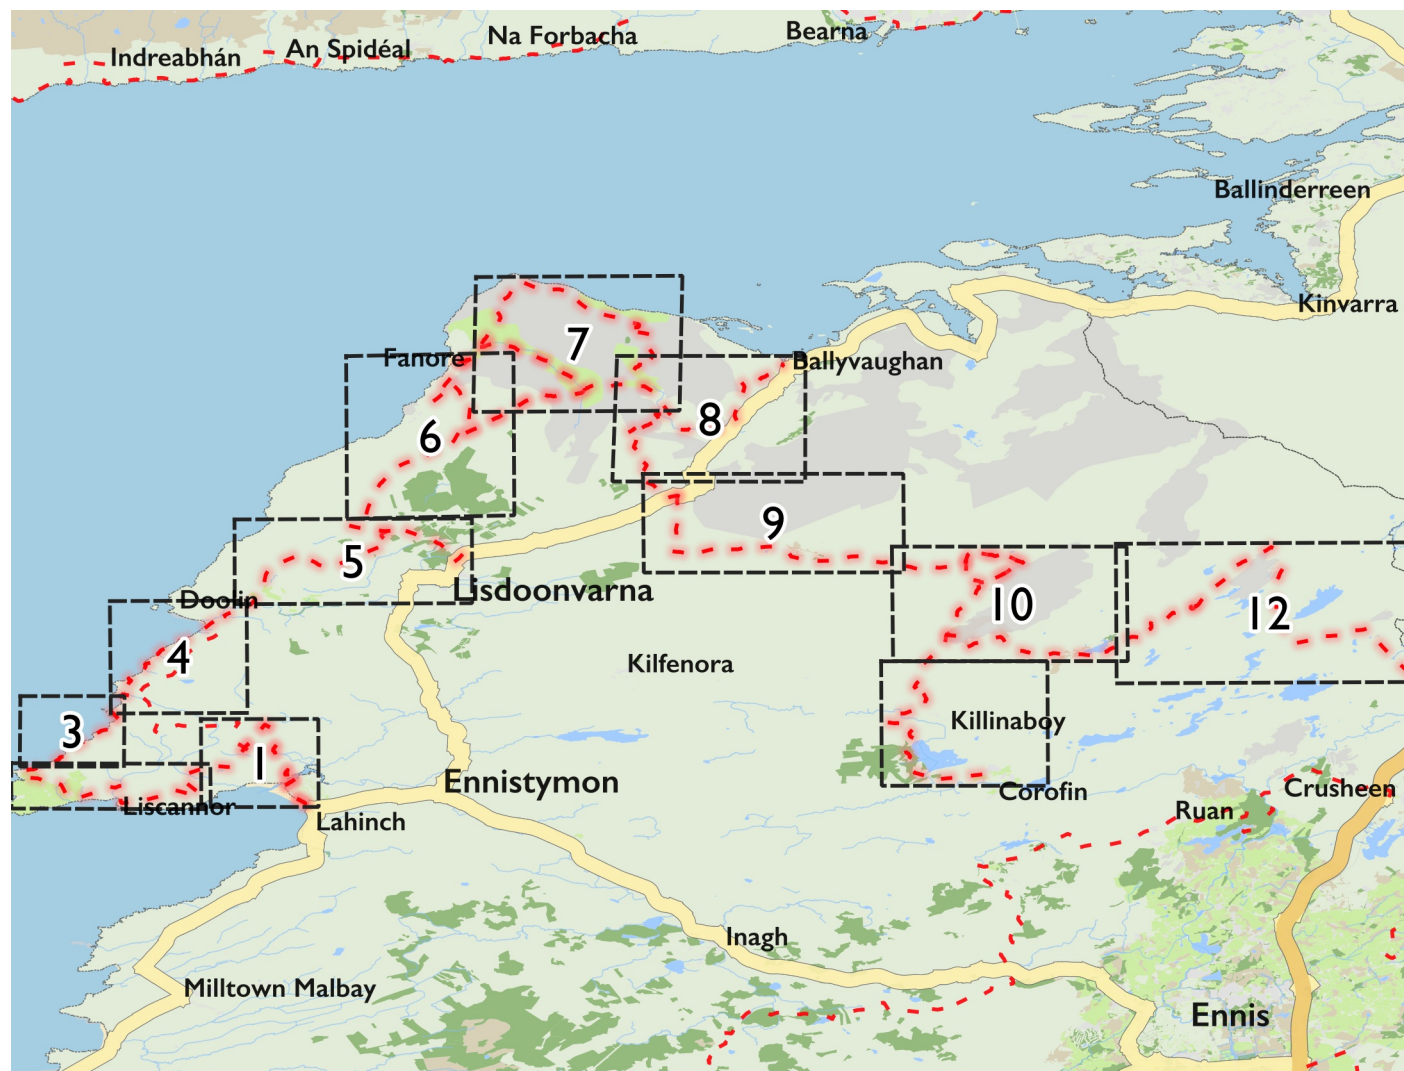 Indreabhán
An Spidéal
Na Forbacha
Bearna
Ballinderreen
Kinvarra
7
Fanore
Ballyvaughan
8
6
9
5
Lisdoonvarna
Doolin
10
12
4
Kilfenora
3
Killinaboy
1
Ennistymon
Corofin
Crusheen
Liscannor
Ruan
Lahinch
Inagh
Milltown Malbay
Ennis